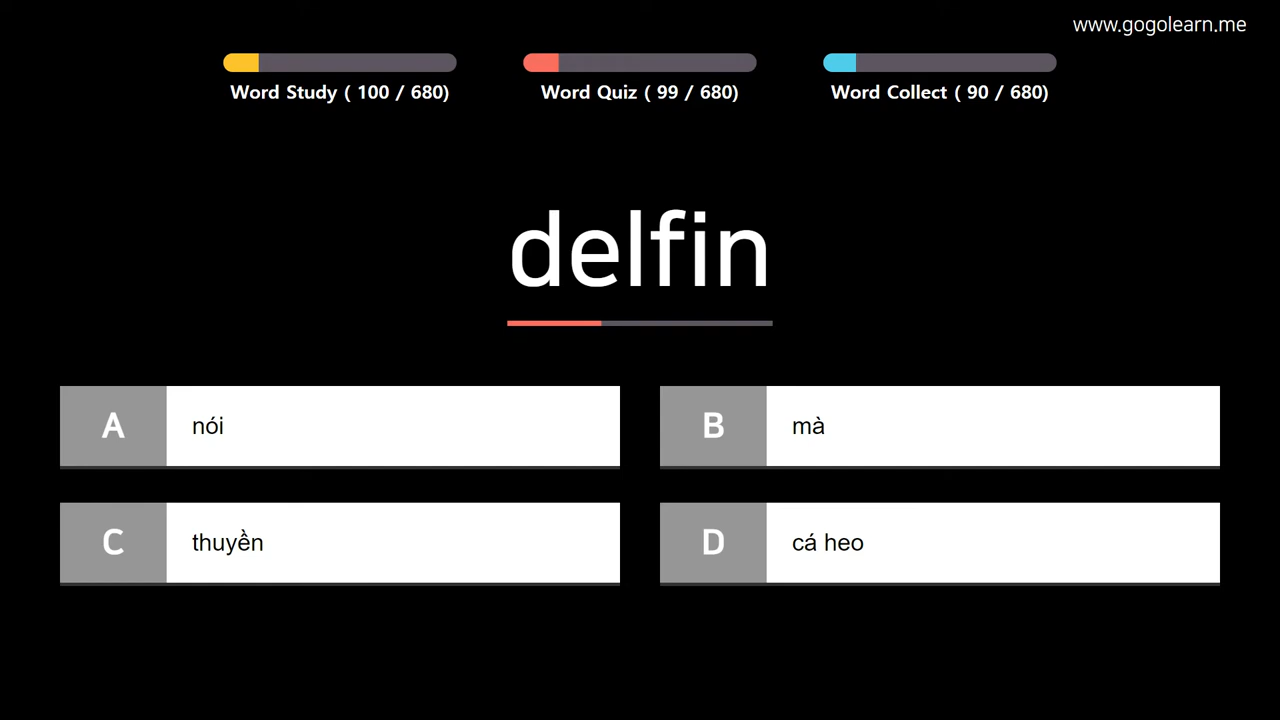 www.gogolearn.me
Word Study ( 100 / 680)
Word Quiz ( 99 / 680)
Word Collect ( 90 / 680)
delfin
A nói
B mà
C thuyền
D cá heo